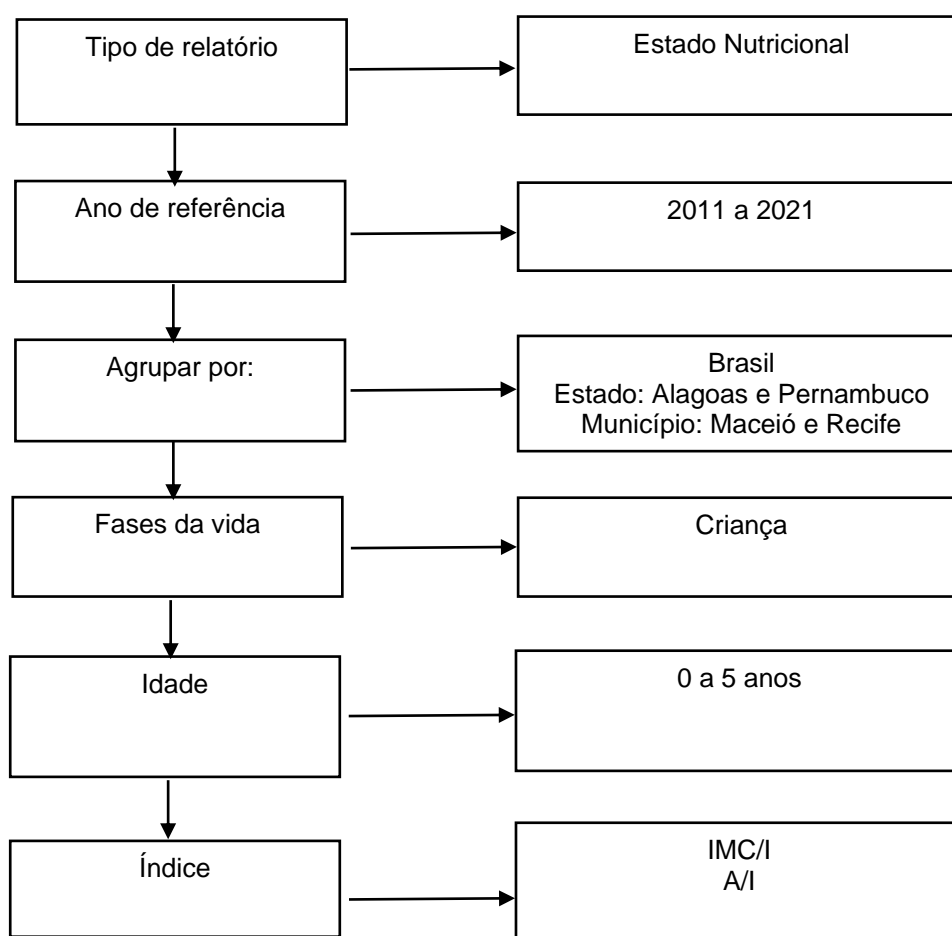 Tipo de relatório
Estado Nutricional
Ano de referência
2011 a 2021
Agrupar por:
Brasil
Estado: Alagoas e Pernambuco
Município: Maceió e Recife
Fases da vida
Criança
Idade
0 a 5 anos
Índice
IMC/I
A/I